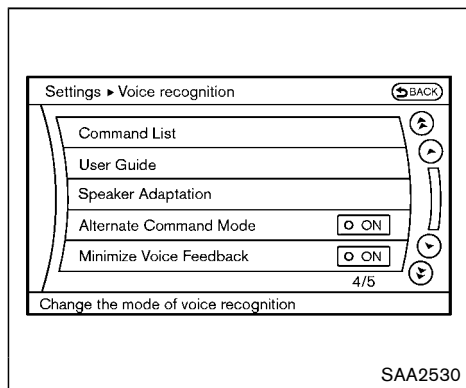 Settings ▶ Voice recognition
BACK
Command List
User Guide
Speaker Adaptation
Alternate Command Mode ON
Minimize Voice Feedback ON
4/5
Change the mode of voice recognition
SAA2530